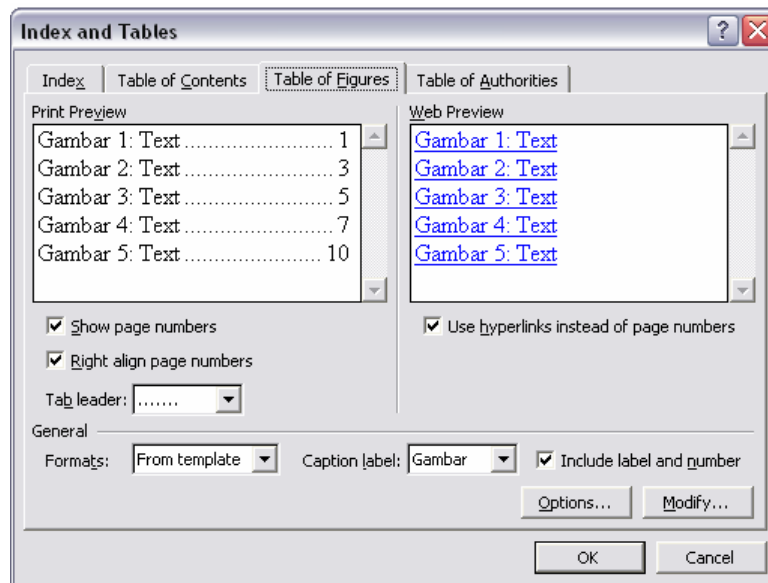 Index and Tables
Index Table of Contents Table of Figures Table of Authorities
Print Preview
Gambar 1: Text ........................ 1
Gambar 2: Text ........................ 3
Gambar 3: Text ........................ 5
Gambar 4: Text ........................ 7
Gambar 5: Text ...................... 10
Web Preview
Gambar 1: Text
Gambar 2: Text
Gambar 3: Text
Gambar 4: Text
Gambar 5: Text
Show page numbers
Right align page numbers
Tab leader: .......
Use hyperlinks instead of page numbers
General
Formats: From template Caption label: Gambar Include label and number
Options... Modify...
OK Cancel